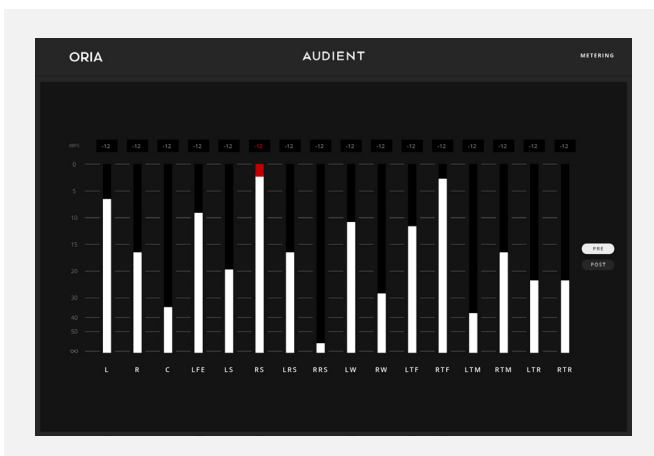 ORIA AUDIENT METERING
dBFS -12 -12 -12 -12 -12 -12 -12 -12 -12 -12 -12 -12 -12 -12 -12 -12
0
5
10
15
PRE
POST
20
30
40
50
∞
L R C LFE LS RS LRS RRS LW RW LTF RTF LTM RTM LTR RTR